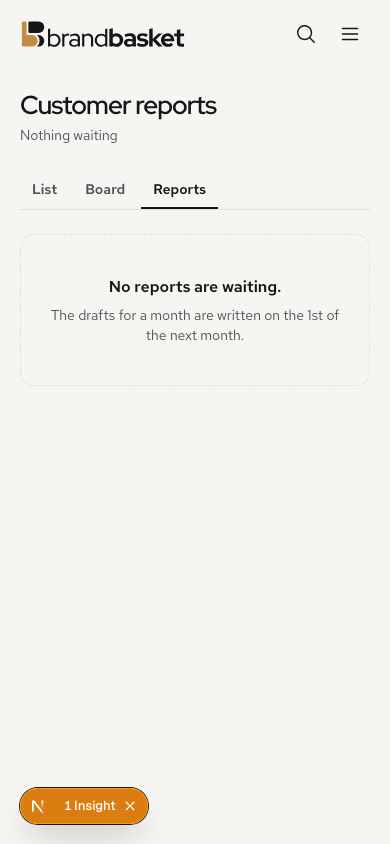 brandbasket
Customer reports
Nothing waiting
List Board Reports
No reports are waiting.
The drafts for a month are written on the 1st of
the next month.
N 1 Insight